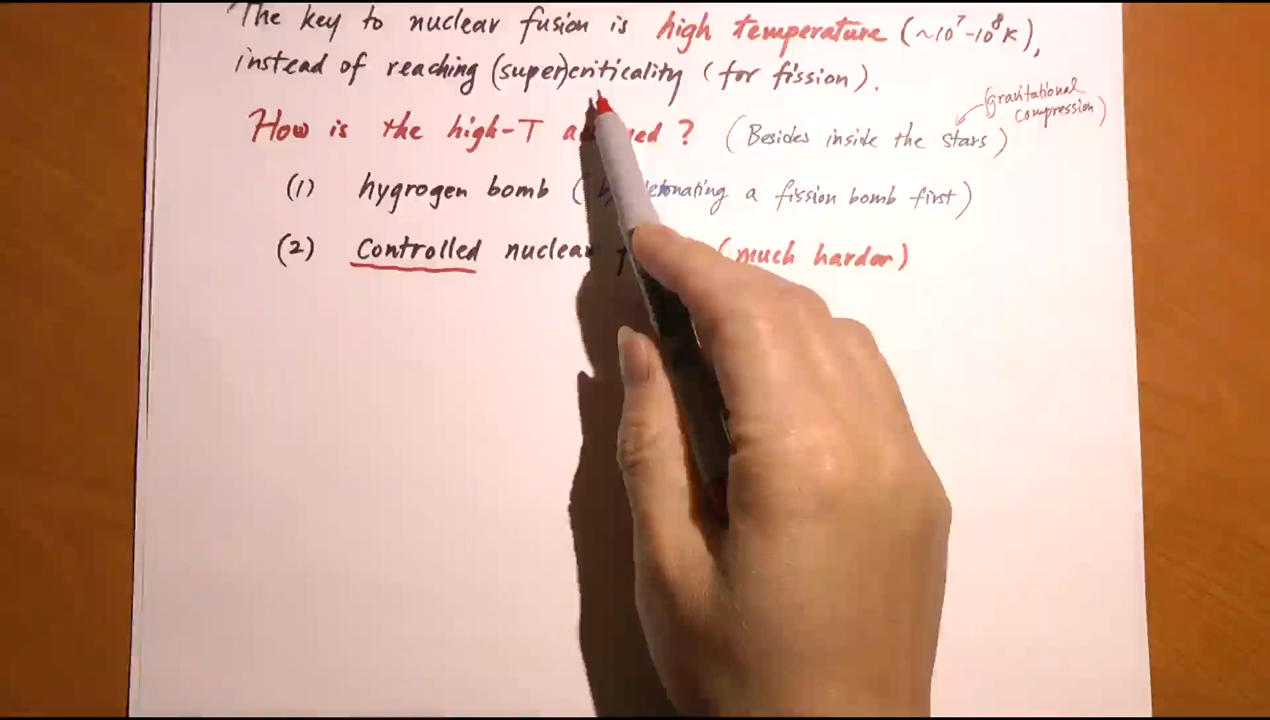 The key to nuclear fusion is high temperature (~10⁷-10⁸K),
instead of reaching (super)criticality (for fission).
gravitational
compression)
How is the high-T ? (Besides inside the stars)
(1) hygrogen bomb ( detonating a fission bomb first)
(2) Controlled nuclear (much harder)